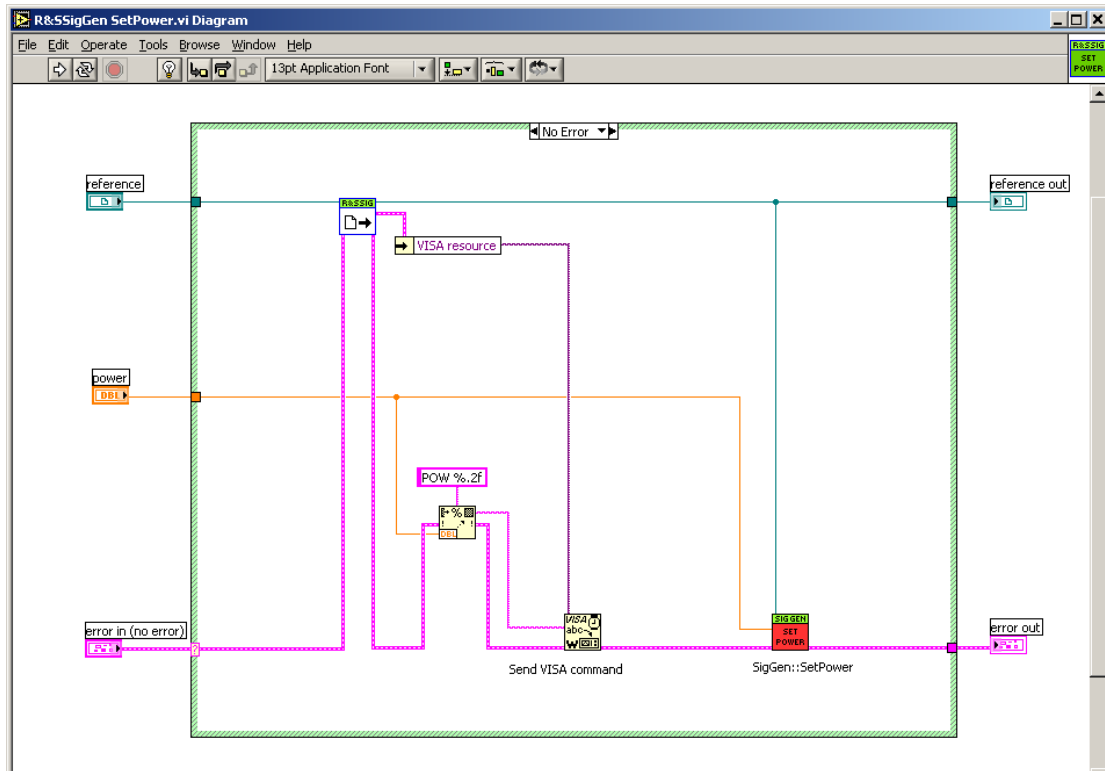 R&SSigGen SetPower.vi Diagram
File Edit Operate Tools Browse Window Help
13pt Application Font
R&SSIG
SET
POWER
No Error
reference
reference out
R&SSIG
VISA resource
power
DBL
POW %.2f
%
DBL
error in (no error)
?
VISA
abc
W
SIG GEN
SET
POWER
error out
Send VISA command
SigGen::SetPower